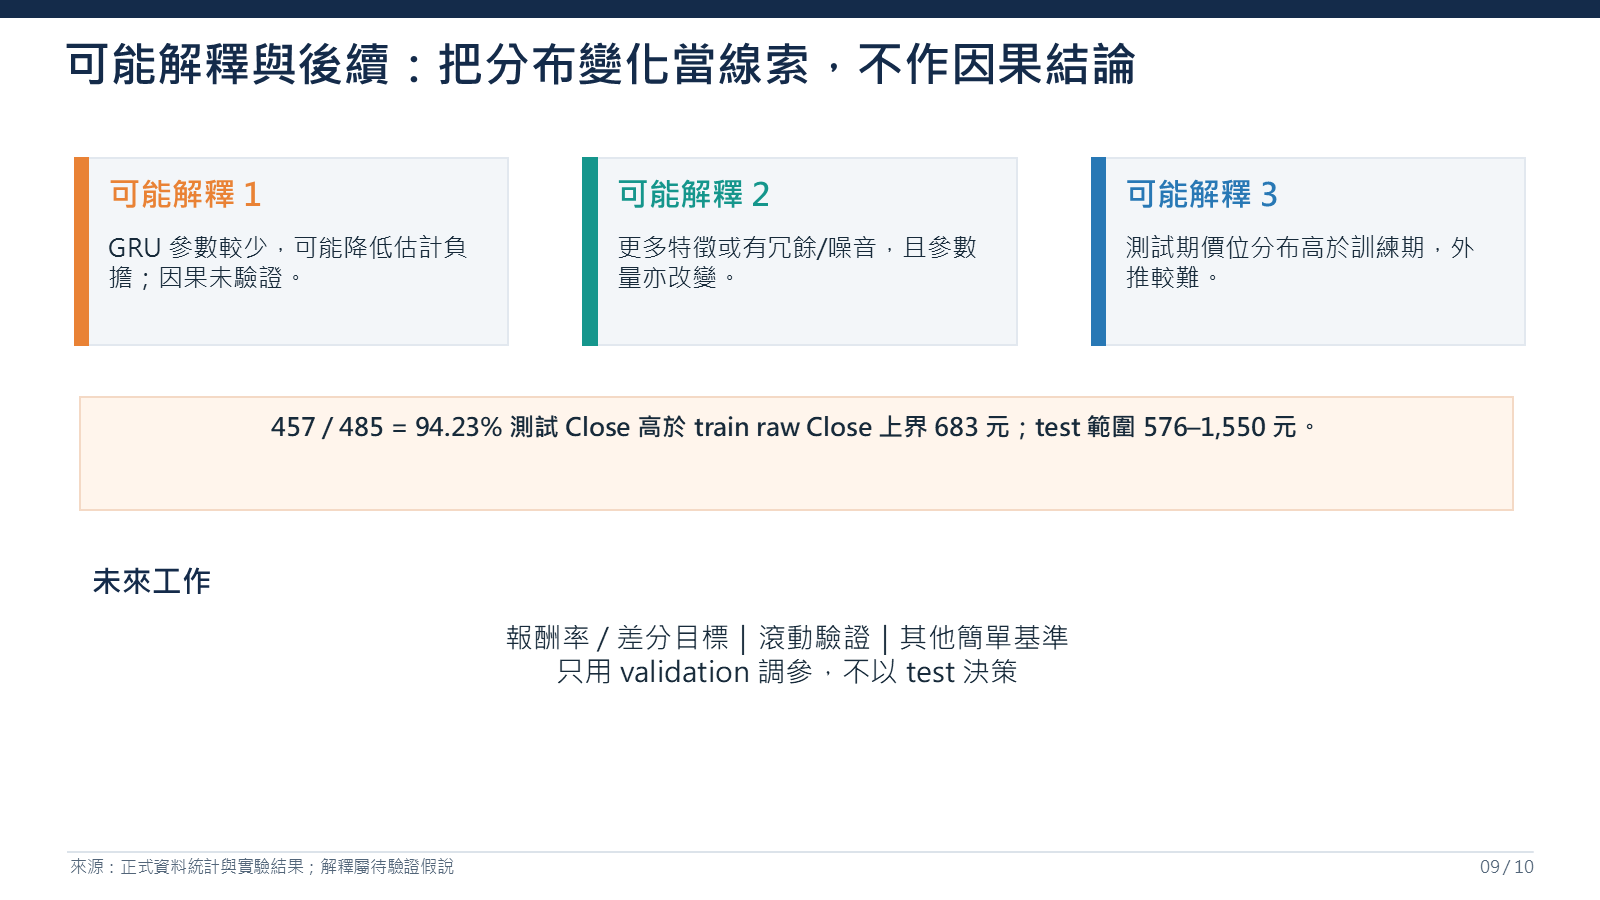 可能解釋與後續：把分布變化當線索，不作因果結論
可能解釋 1
GRU 參數較少，可能降低估計負
擔；因果未驗證。
可能解釋 2
更多特徵或有冗餘/噪音，且參數
量亦改變。
可能解釋 3
測試期價位分布高於訓練期，外
推較難。
457 / 485 = 94.23% 測試 Close 高於 train raw Close 上界 683 元；test 範圍 576–1,550 元。
未來工作
報酬率 / 差分目標 | 滾動驗證 | 其他簡單基準
只用 validation 調參，不以 test 決策
來源：正式資料統計與實驗結果；解釋屬待驗證假說
09 / 10